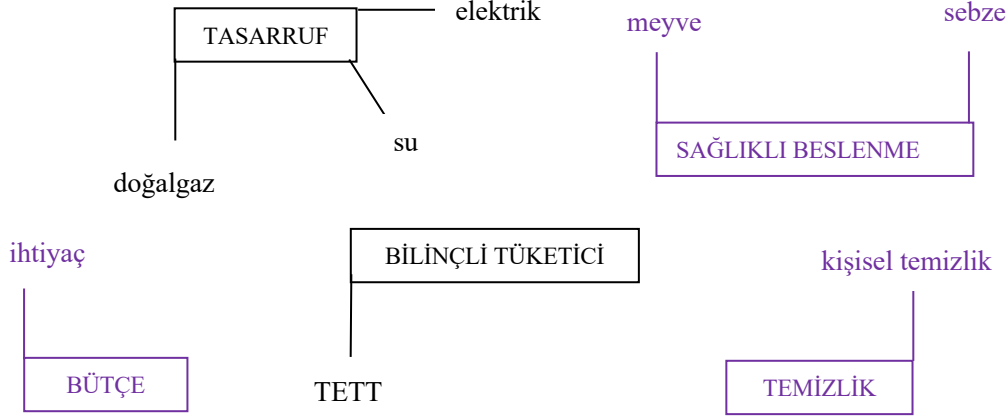 elektrik
TASARRUF
su
doğalgaz
meyve
sebze
SAĞLIKLI BESLENME
ihtiyaç
BÜTÇE
BİLİNÇLİ TÜKETİCİ
TETT
kişisel temizlik
TEMİZLİK